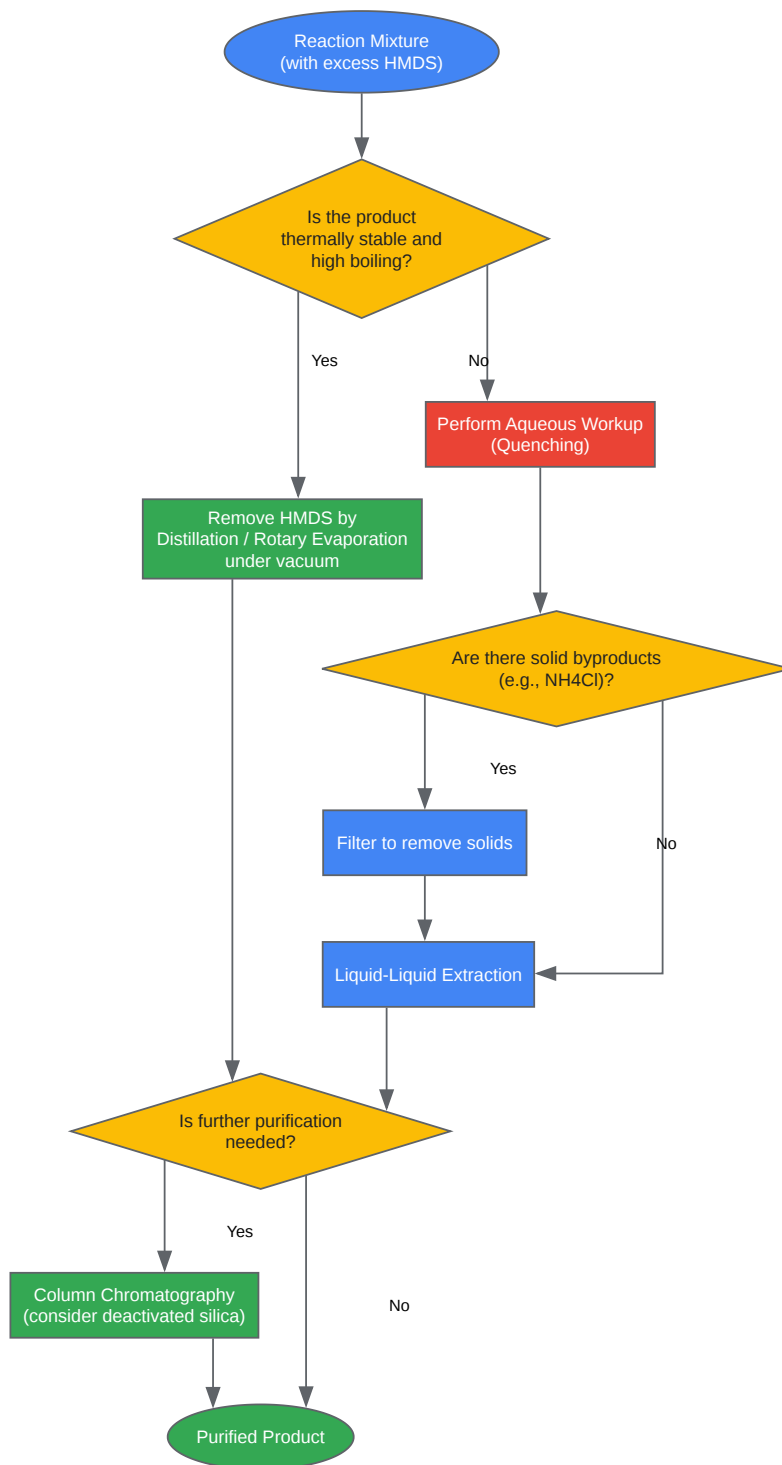 Reaction Mixture
(with excess HMDS)
Is the product
thermally stable and
high boiling?
Yes
No
Perform Aqueous Workup
(Quenching)
Remove HMDS by
Distillation / Rotary Evaporation
under vacuum
Are there solid byproducts
(e.g., NH4Cl)?
Yes
Filter to remove solids
No
Liquid-Liquid Extraction
Is further purification
needed?
Yes
Column Chromatography
(consider deactivated silica)
No
Purified Product